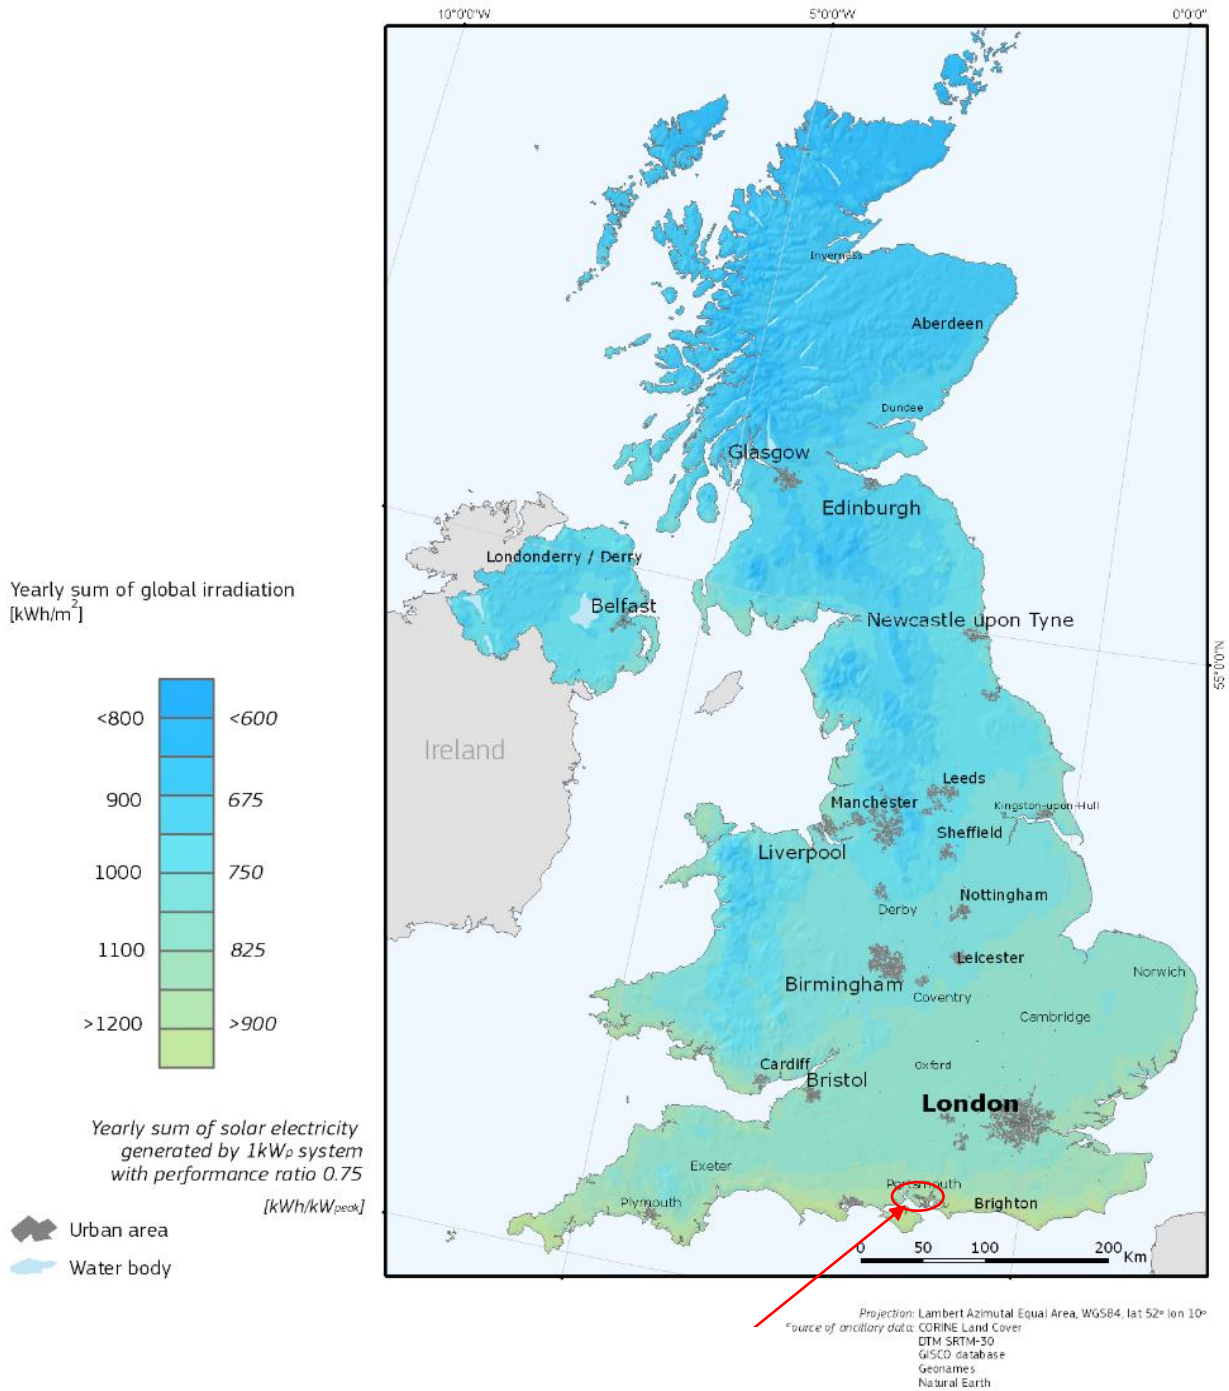 10°0'0"W
5°0'0"W
0°0'0"
Inverness
Aberdeen
Dundee
Glasgow
Edinburgh
Londonderry / Derry
Belfast
Newcastle upon Tyne
55°0'0"N
Yearly sum of global irradiation
[kWh/m²]
<800 <600
900 675
1000 750
1100 825
>1200 >900
Ireland
Leeds
Manchester
Kingston-upon-Hull
Sheffield
Liverpool
Nottingham
Derby
Leicester
Birmingham
Norwich
Coventry
Cambridge
Cardiff
Oxford
Bristol
London
Exeter
Portsmouth
Plymouth
Brighton
Yearly sum of solar electricity
generated by 1kWp system
with performance ratio 0.75
[kWh/kWpeak]
Urban area
Water body
0 50 100 200 Km
Projection: Lambert Azimutal Equal Area, WGS84, lat 52° lon 10°
ource of ancillary data: CORINE Land Cover
DTM SRTM-30
GISCO database
Geonames
Natural Earth